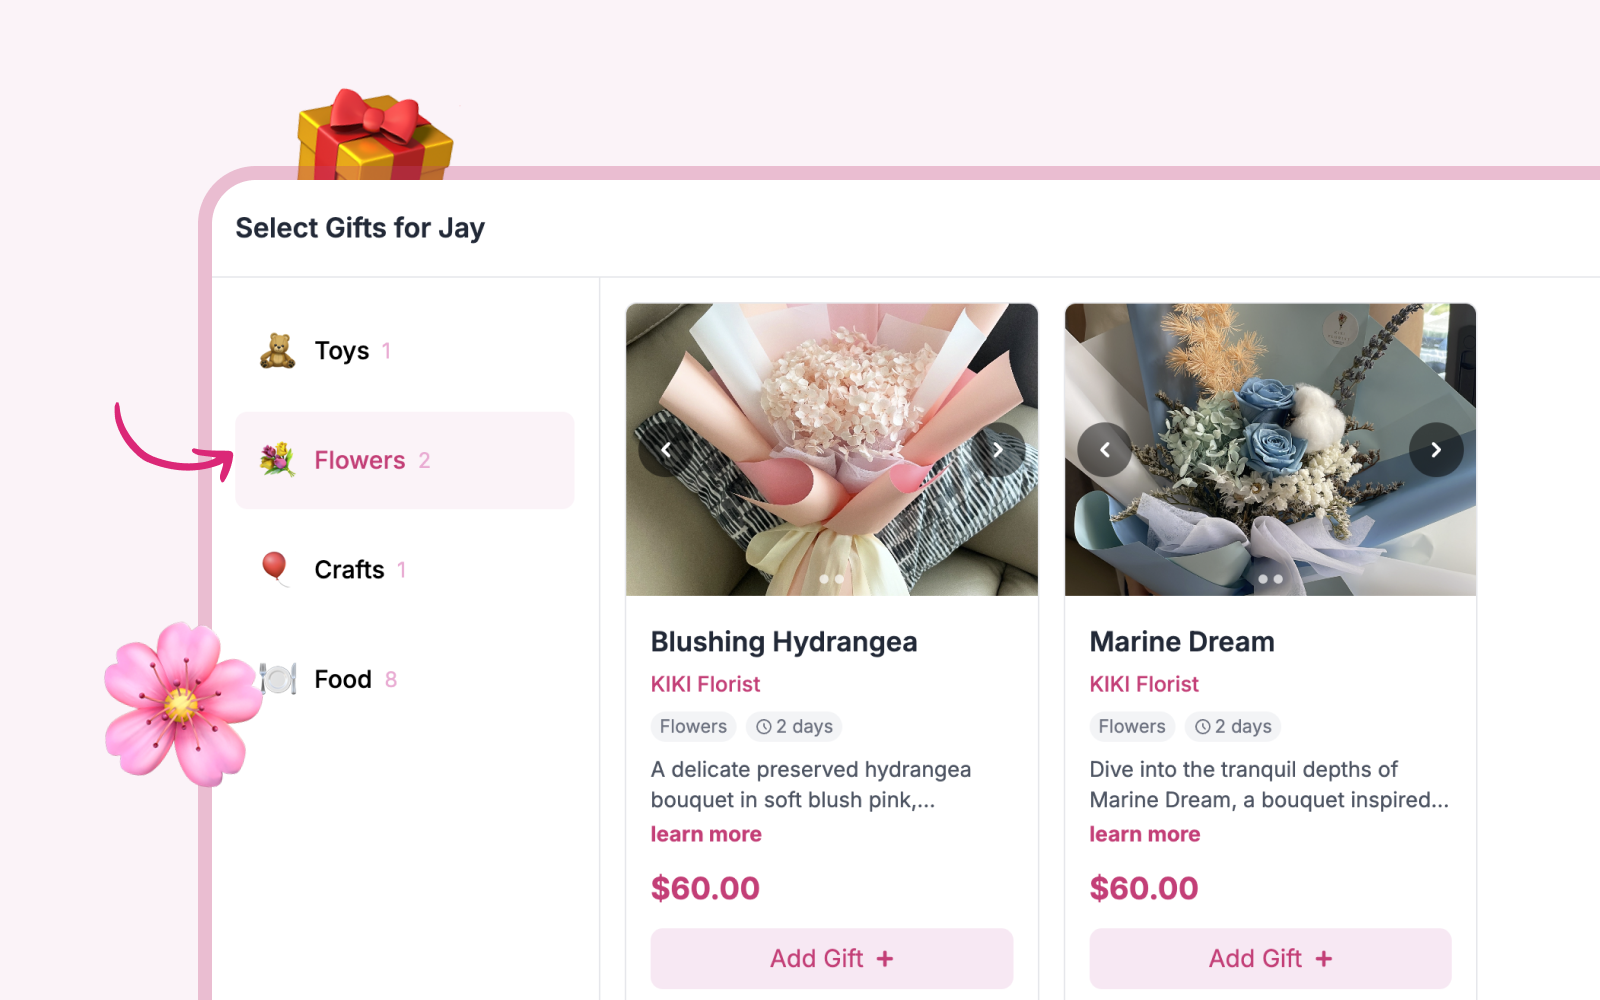 Select Gifts for Jay
Toys 1
Flowers 2
Crafts 1
Food 8
Blushing Hydrangea
KIKI Florist
Flowers 2 days
A delicate preserved hydrangea
bouquet in soft blush pink,...
learn more
$60.00
Add Gift +
Marine Dream
KIKI Florist
Flowers 2 days
Dive into the tranquil depths of
Marine Dream, a bouquet inspired...
learn more
$60.00
Add Gift +